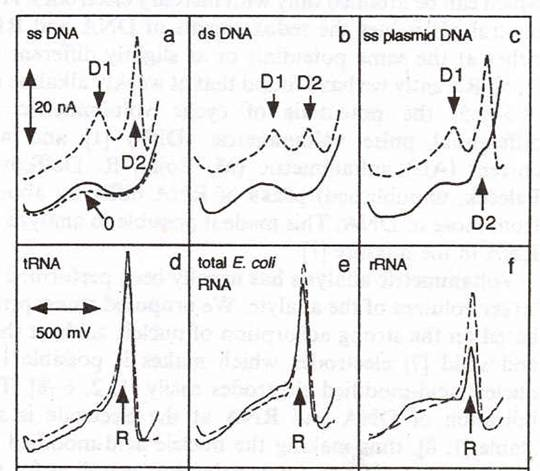 ss DNA a
D1
20 nA
D2
0
ds DNA b
D1 D2
ss plasmid DNA c
D1
D2
tRNA d
500 mV
R
total E. coli e
RNA
R
rRNA f
R